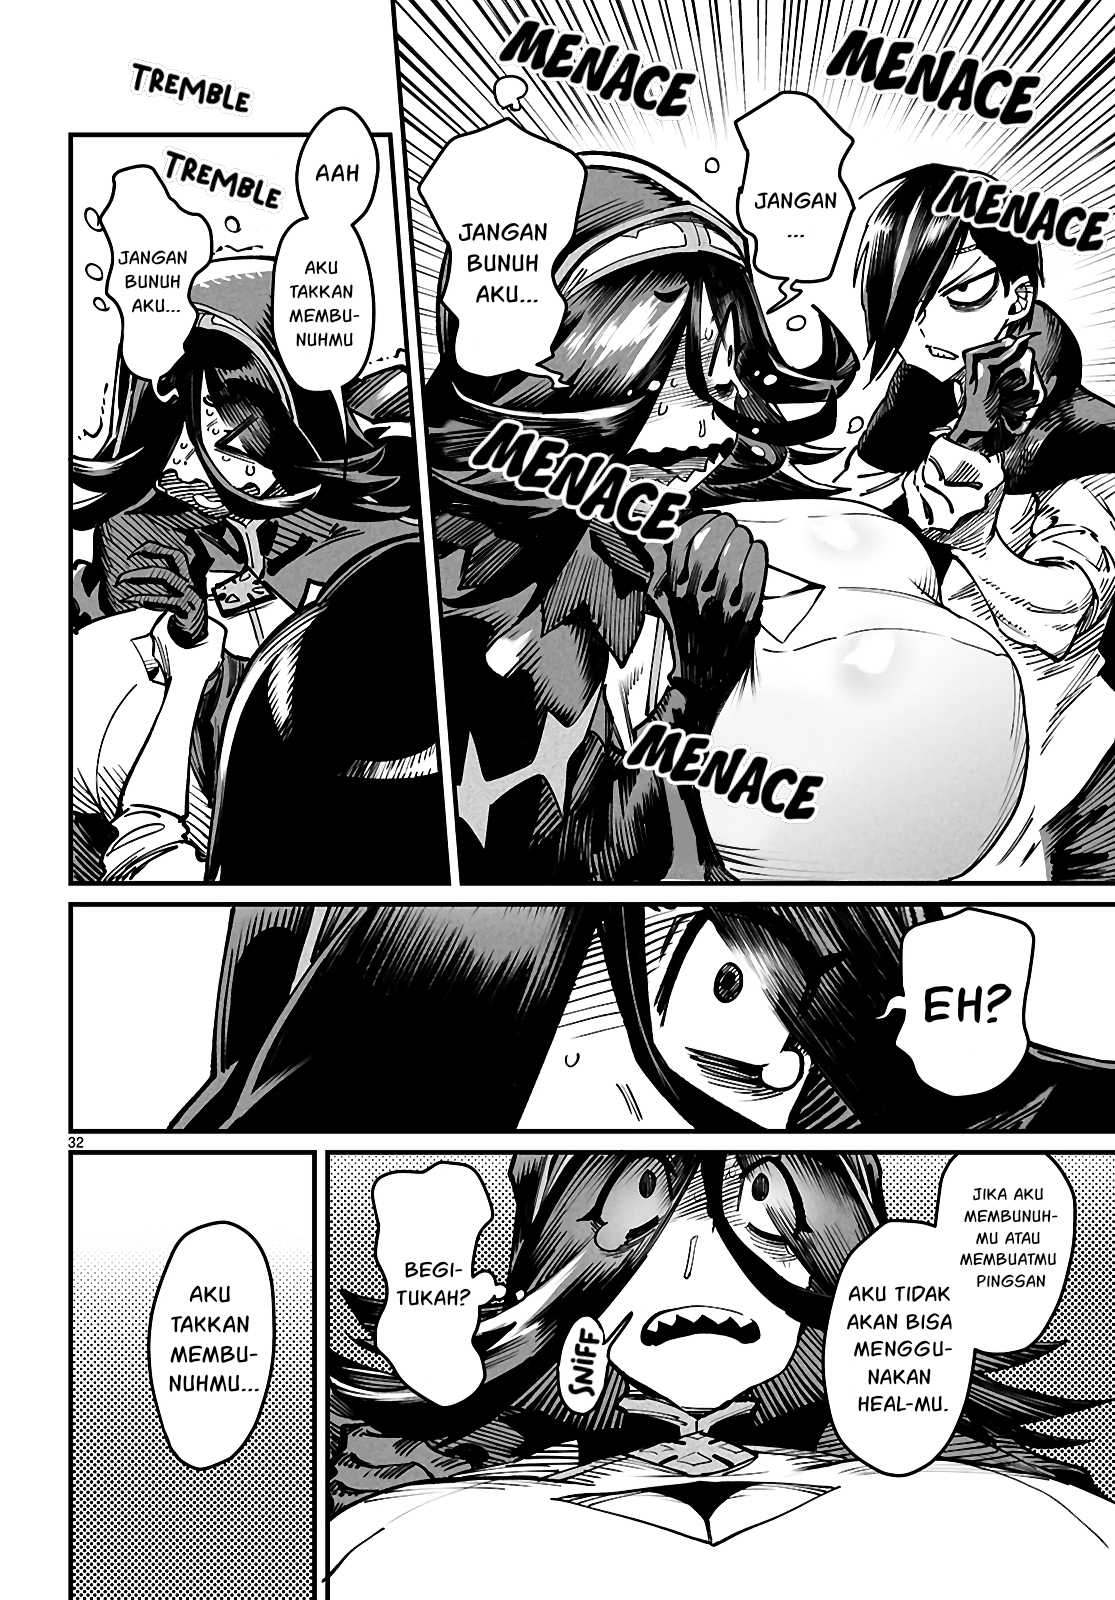 MENACE
MENACE
MENACE
JANGAN
...
JANGAN
BUNUH
AKU...
MENACE
MENACE
TREMBLE
TREMBLE
AAH
AKU
TAKKAN
MEMBU-
NUHMU
JANGAN
BUNUH
AKU...
EH?
32
JIKA AKU
MEMBUNUH-
MU ATAU
MEMBUATMU
PINGSAN
AKU TIDAK
AKAN BISA
MENGGU-
NAKAN
HEAL-MU.
BEGI-
TUKAH?
SNIFF
AKU
TAKKAN
MEMBU-
NUHMU...